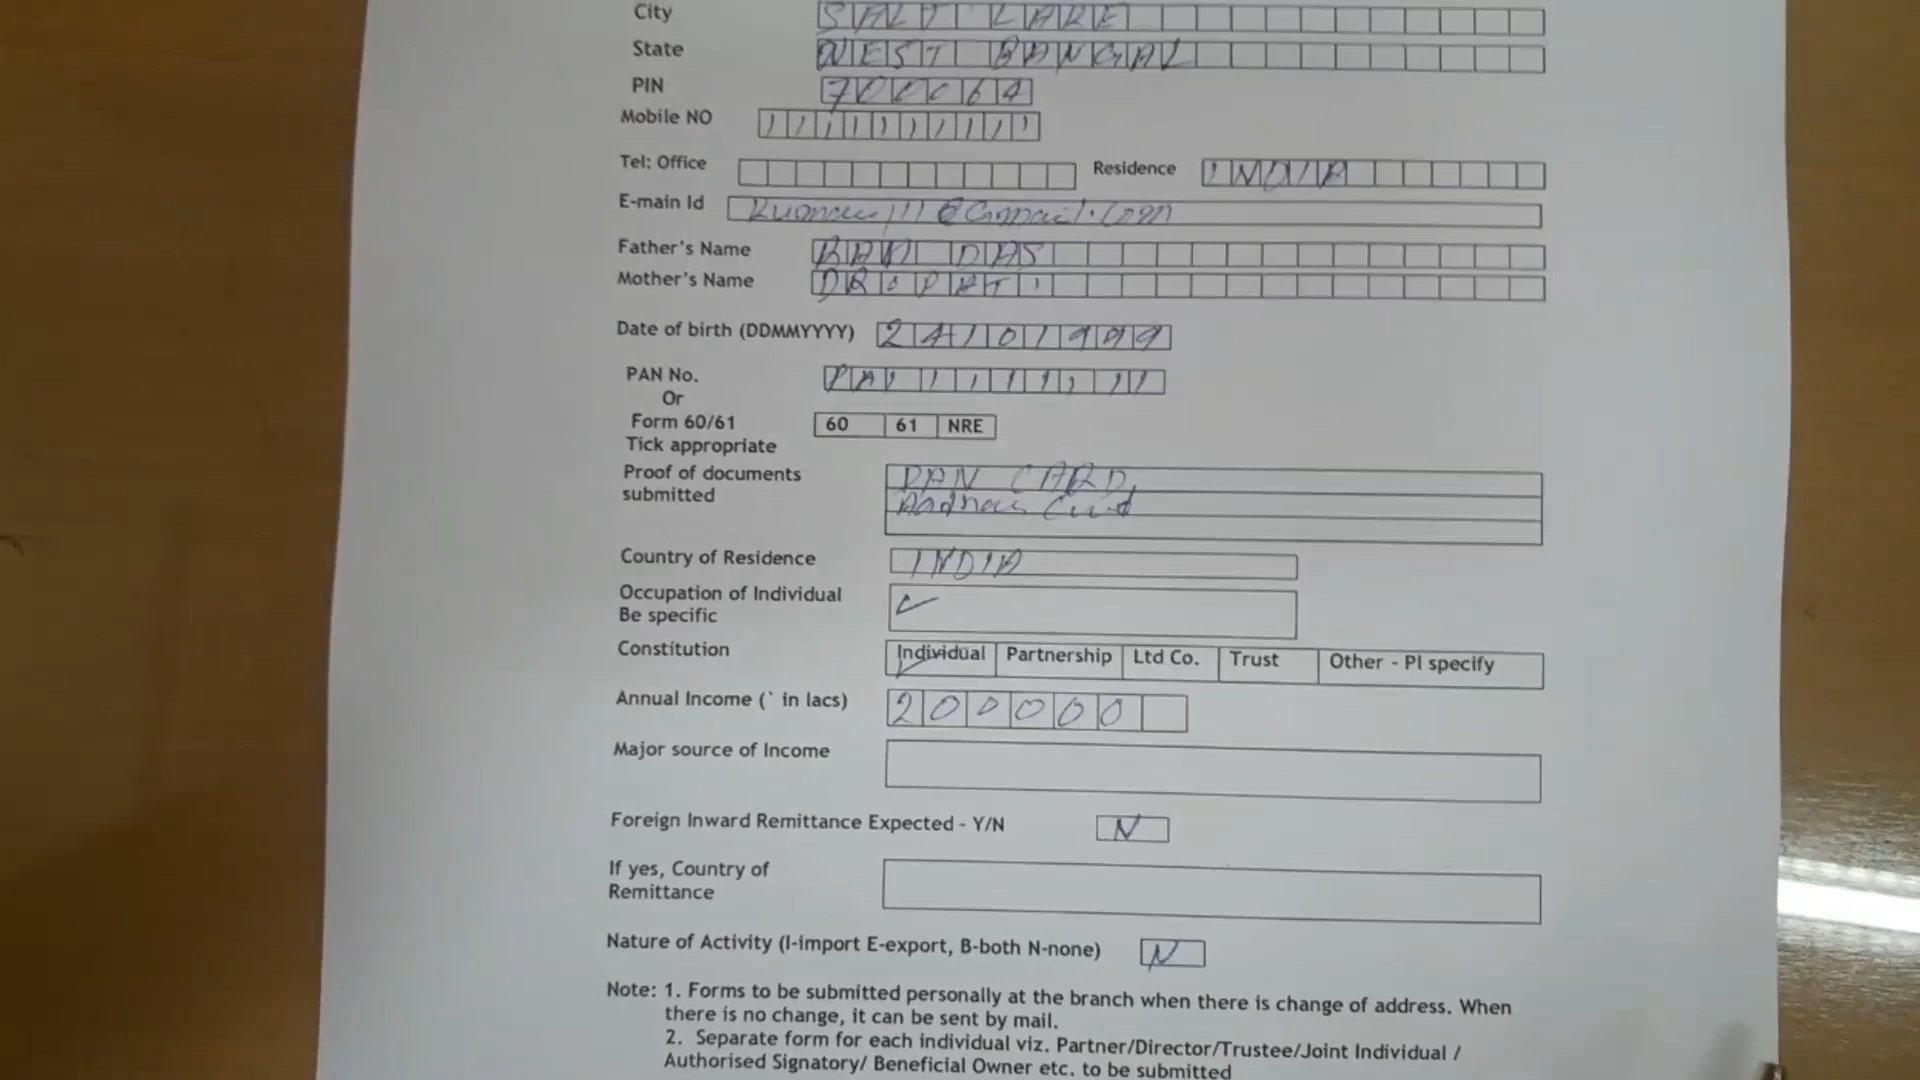 City SALT LAKE
State WEST BANGAL
PIN 700064
Mobile NO 1111111111
Tel: Office Residence INDIA
E-main Id Kumar111@Gmail.com
Father's Name RAM DAS
Mother's Name DROPATI
Date of birth (DDMMYYYY) 24101999
PAN No. PAN1111111
Or
Form 60/61 60 61 NRE
Tick appropriate
Proof of documents PAN CARD,
submitted Aadhar Card
Country of Residence INDIA
Occupation of Individual
Be specific
Constitution Individual Partnership Ltd Co. Trust Other - Pl specify
Annual Income (` in lacs) 200000
Major source of Income
Foreign Inward Remittance Expected - Y/N N
If yes, Country of
Remittance
Nature of Activity (I-import E-export, B-both N-none) N
Note: 1. Forms to be submitted personally at the branch when there is change of address. When
there is no change, it can be sent by mail.
2. Separate form for each individual viz. Partner/Director/Trustee/Joint Individual /
Authorised Signatory/ Beneficial Owner etc. to be submitted